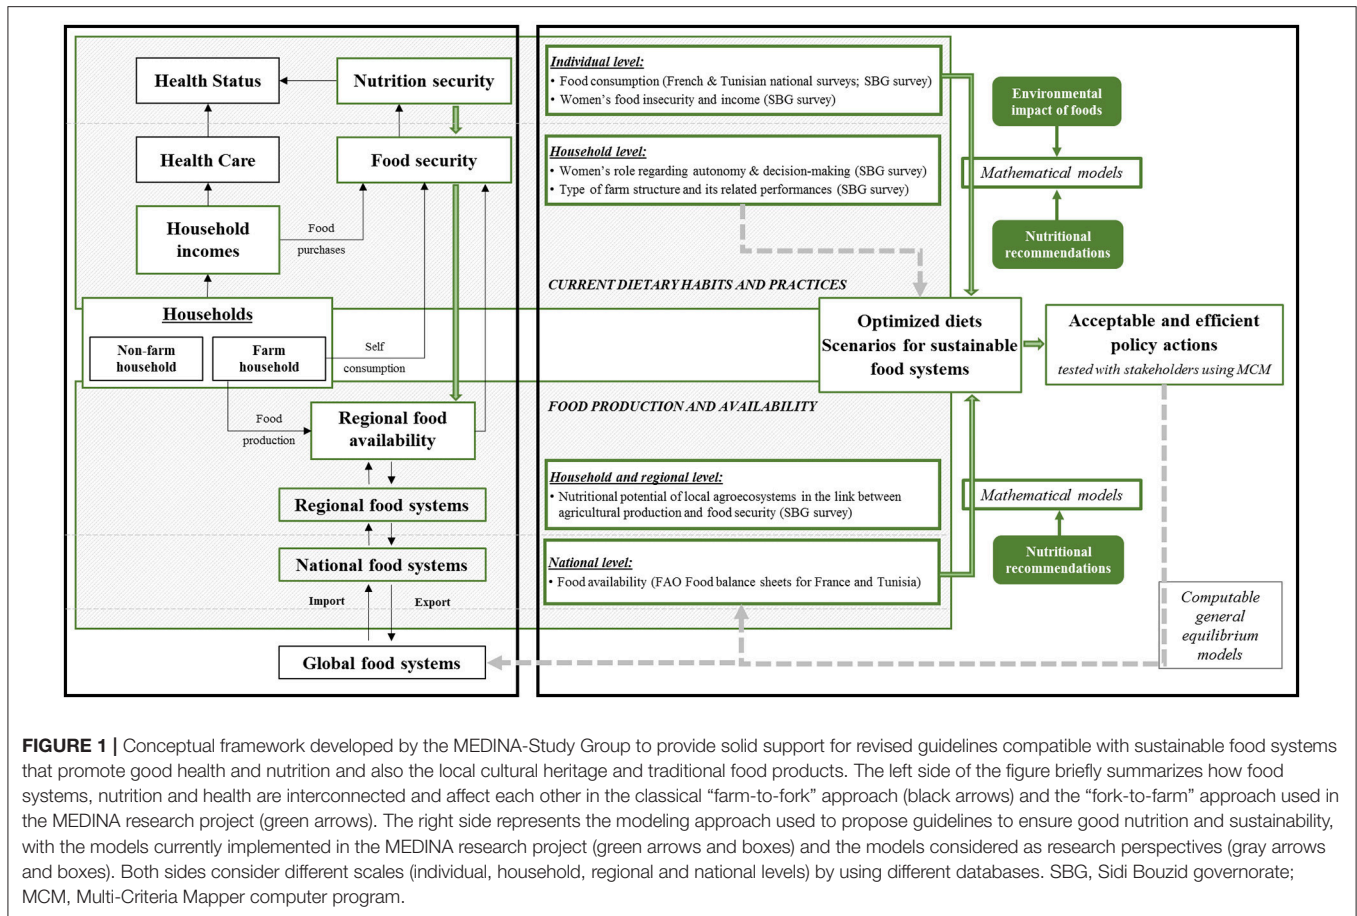 Health Status
Nutrition security
Health Care
Food security
Household
incomes
Food
purchases
Households
Non-farm
household
Farm
household
Self
consumption
Food
production
Regional food
availability
Regional food systems
National food systems
Import
Export
Global food systems
Individual level:
• Food consumption (French & Tunisian national surveys; SBG survey)
• Women's food insecurity and income (SBG survey)
Household level:
• Women's role regarding autonomy & decision-making (SBG survey)
• Type of farm structure and its related performances (SBG survey)
CURRENT DIETARY HABITS AND PRACTICES
Environmental
impact of foods
Mathematical models
Nutritional
recommendations
Optimized diets
Scenarios for sustainable
food systems
Acceptable and efficient
policy actions
tested with stakeholders using MCM
FOOD PRODUCTION AND AVAILABILITY
Household and regional level:
• Nutritional potential of local agroecosystems in the link between
agricultural production and food security (SBG survey)
National level:
• Food availability (FAO Food balance sheets for France and Tunisia)
Mathematical models
Nutritional
recommendations
Computable
general
equilibrium
models
FIGURE 1 | Conceptual framework developed by the MEDINA-Study Group to provide solid support for revised guidelines compatible with sustainable food systems
that promote good health and nutrition and also the local cultural heritage and traditional food products. The left side of the figure briefly summarizes how food
systems, nutrition and health are interconnected and affect each other in the classical “farm-to-fork” approach (black arrows) and the “fork-to-farm” approach used in
the MEDINA research project (green arrows). The right side represents the modeling approach used to propose guidelines to ensure good nutrition and sustainability,
with the models currently implemented in the MEDINA research project (green arrows and boxes) and the models considered as research perspectives (gray arrows
and boxes). Both sides consider different scales (individual, household, regional and national levels) by using different databases. SBG, Sidi Bouzid governorate;
MCM, Multi-Criteria Mapper computer program.